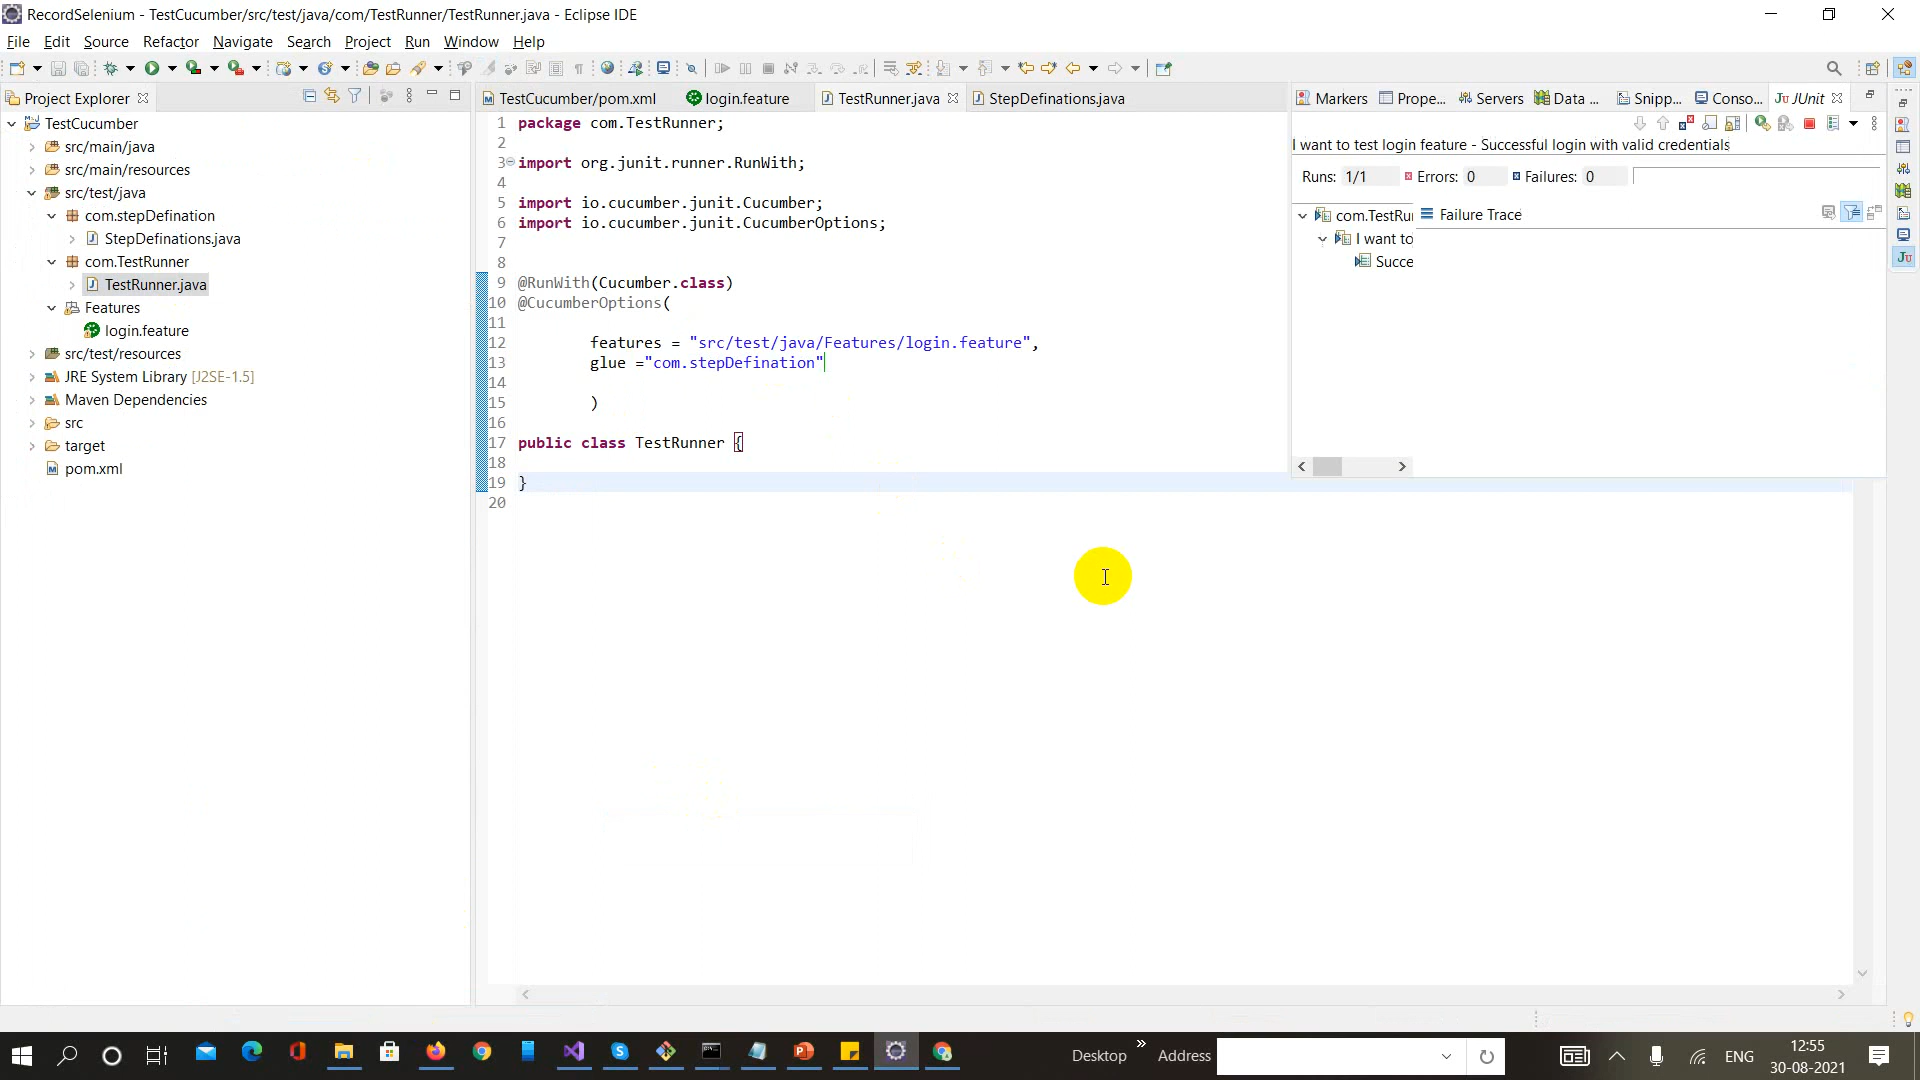 RecordSelenium - TestCucumber/src/test/java/com/TestRunner/TestRunner.java - Eclipse IDE
File Edit Source Refactor Navigate Search Project Run Window Help
Project Explorer
TestCucumber
src/main/java
src/main/resources
src/test/java
com.stepDefination
StepDefinations.java
com.TestRunner
TestRunner.java
Features
login.feature
src/test/resources
JRE System Library [J2SE-1.5]
Maven Dependencies
src
target
pom.xml
TestCucumber/pom.xml login.feature TestRunner.java StepDefinations.java
1 package com.TestRunner;
2
3 import org.junit.runner.RunWith;
4
5 import io.cucumber.junit.Cucumber;
6 import io.cucumber.junit.CucumberOptions;
7
8
9 @RunWith(Cucumber.class)
10 @CucumberOptions(
11
12 features = "src/test/java/Features/login.feature",
13 glue ="com.stepDefination"
14
15 )
16
17 public class TestRunner {
18
19 }
20
Markers Prope... Servers Data ... Snipp... Conso... JUnit
I want to test login feature - Successful login with valid credentials
Runs: 1/1 Errors: 0 Failures: 0
com.TestRu
I want to
Succe
Failure Trace
Desktop » Address
ENG
12:55
30-08-2021